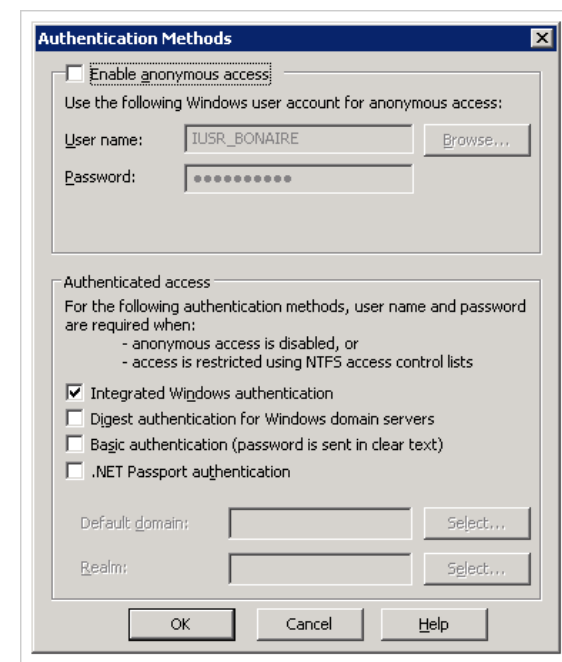 Authentication Methods
Enable anonymous access
Use the following Windows user account for anonymous access:
User name: IUSR_BONAIRE Browse...
Password: ●●●●●●●●●●
Authenticated access
For the following authentication methods, user name and password
are required when:
- anonymous access is disabled, or
- access is restricted using NTFS access control lists
Integrated Windows authentication
Digest authentication for Windows domain servers
Basic authentication (password is sent in clear text)
.NET Passport authentication
Default domain: Select...
Realm: Select...
OK Cancel Help